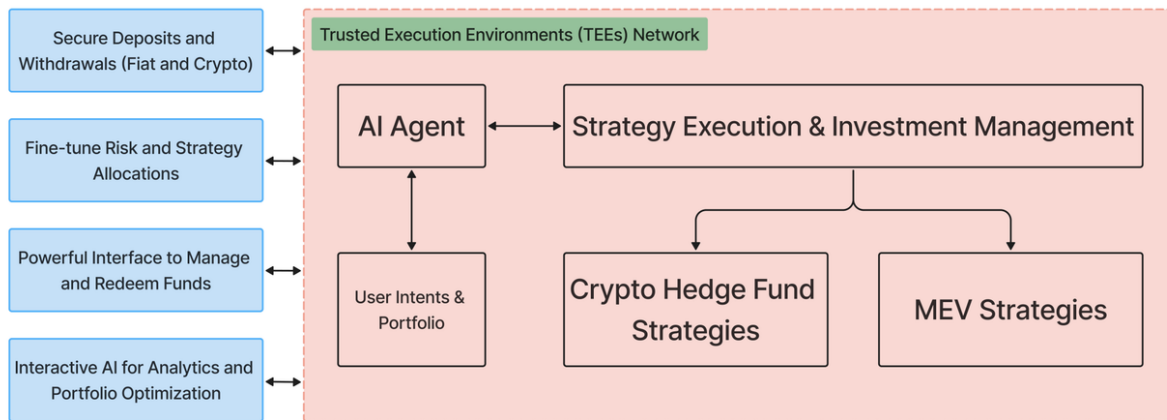 Secure Deposits and
Withdrawals (Fiat and Crypto)
Fine-tune Risk and Strategy
Allocations
Powerful Interface to Manage
and Redeem Funds
Interactive AI for Analytics and
Portfolio Optimization
Trusted Execution Environments (TEEs) Network
AI Agent
Strategy Execution & Investment Management
User Intents &
Portfolio
Crypto Hedge Fund
Strategies
MEV Strategies